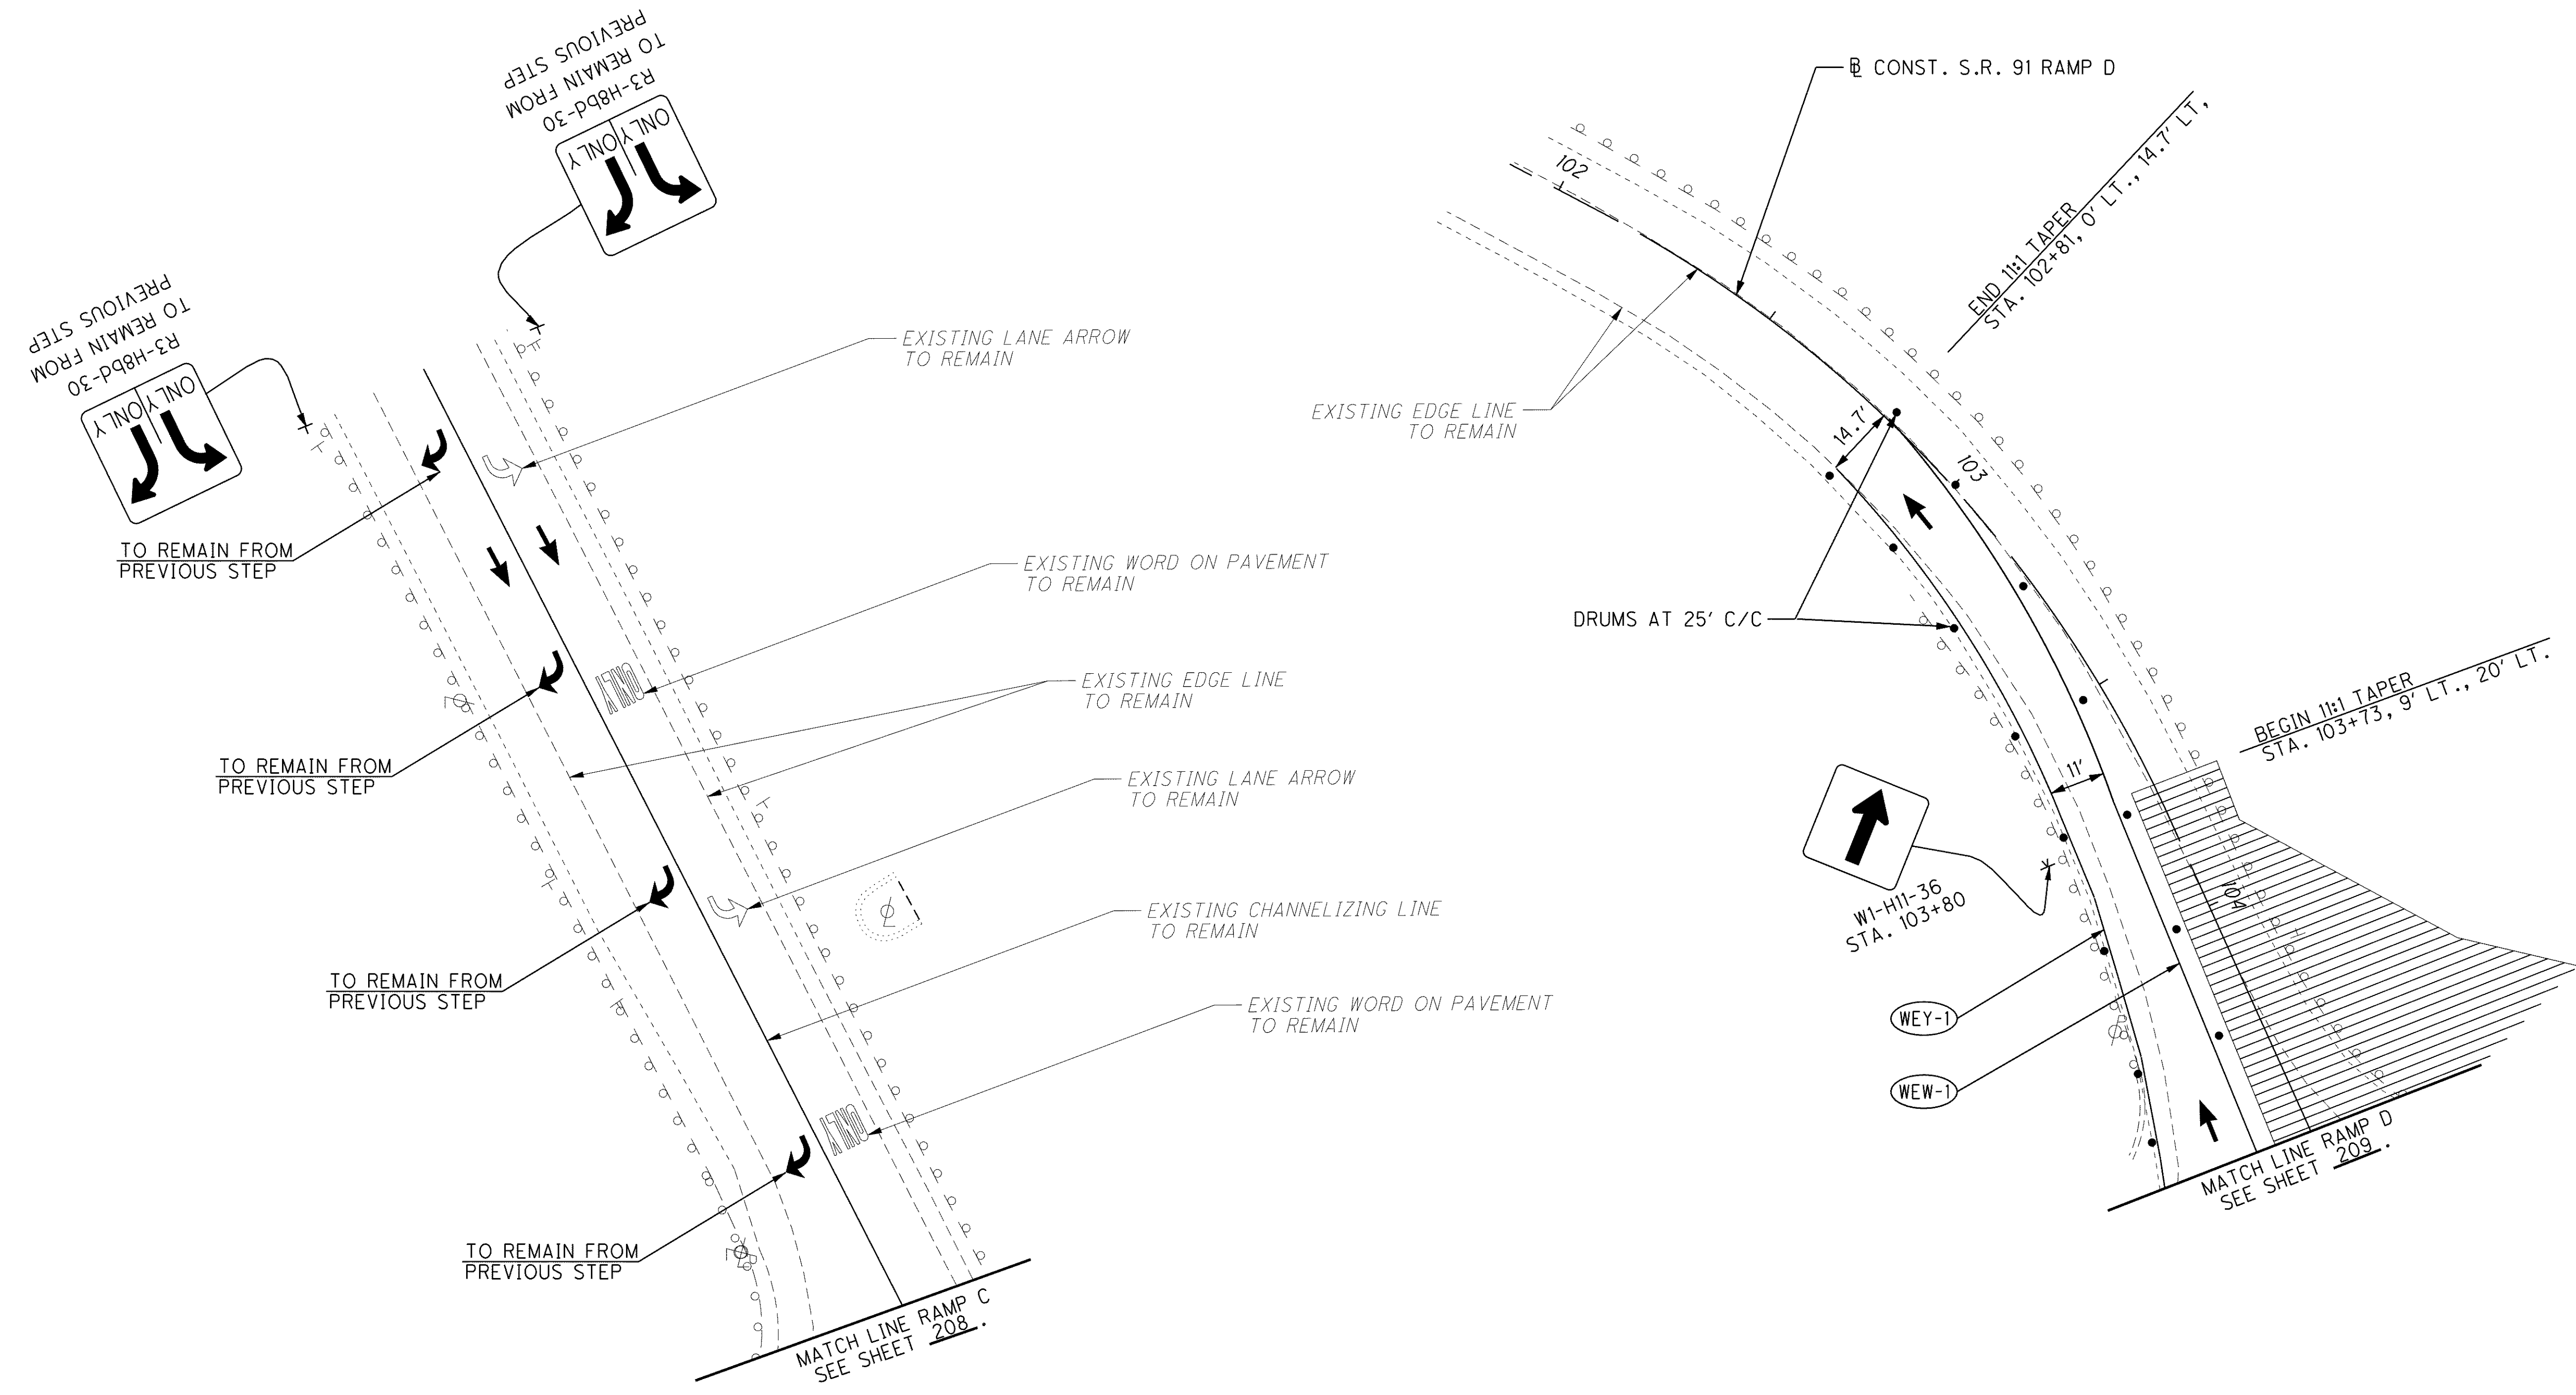 R3-H8bd-30
TO REMAIN FROM
PREVIOUS STEP
ONLY ONLY
R3-H8bd-30
TO REMAIN FROM
PREVIOUS STEP
ONLY ONLY
TO REMAIN FROM
PREVIOUS STEP
TO REMAIN FROM
PREVIOUS STEP
TO REMAIN FROM
PREVIOUS STEP
TO REMAIN FROM
PREVIOUS STEP
EXISTING LANE ARROW
TO REMAIN
EXISTING WORD ON PAVEMENT
TO REMAIN
ONLY
EXISTING EDGE LINE
TO REMAIN
EXISTING LANE ARROW
TO REMAIN
EXISTING CHANNELIZING LINE
TO REMAIN
EXISTING WORD ON PAVEMENT
TO REMAIN
ONLY
MATCH LINE RAMP C
SEE SHEET 208.
℄ CONST. S.R. 91 RAMP D
102
END 11:1 TAPER
STA. 102+81, 0' LT., 14.7' LT.
EXISTING EDGE LINE
TO REMAIN
14.7'
103
DRUMS AT 25' C/C
BEGIN 11:1 TAPER
STA. 103+73, 9' LT., 20' LT.
11'
W1-H11-36
STA. 103+80
104
WEY-1
WEW-1
MATCH LINE RAMP D
SEE SHEET 209.